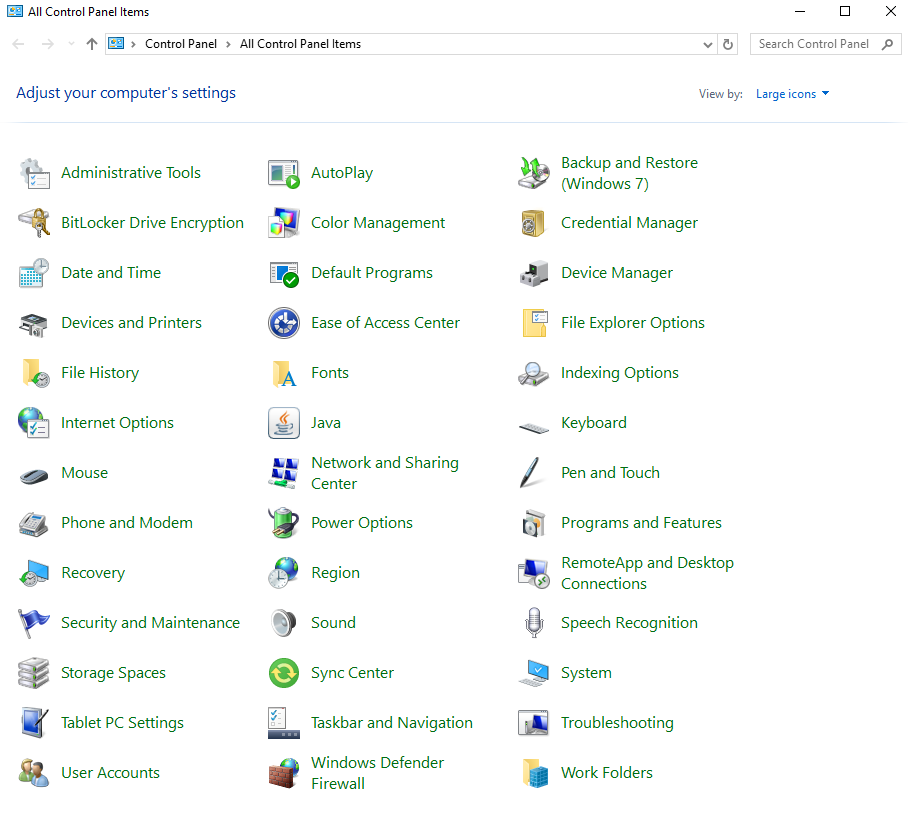 All Control Panel Items
Control Panel > All Control Panel Items
Search Control Panel
Adjust your computer's settings
View by: Large icons
Administrative Tools
AutoPlay
Backup and Restore
(Windows 7)
BitLocker Drive Encryption
Color Management
Credential Manager
Date and Time
Default Programs
Device Manager
Devices and Printers
Ease of Access Center
File Explorer Options
File History
Fonts
Indexing Options
Internet Options
Java
Keyboard
Mouse
Network and Sharing
Center
Pen and Touch
Phone and Modem
Power Options
Programs and Features
Recovery
Region
RemoteApp and Desktop
Connections
Security and Maintenance
Sound
Speech Recognition
Storage Spaces
Sync Center
System
Tablet PC Settings
Taskbar and Navigation
Troubleshooting
User Accounts
Windows Defender
Firewall
Work Folders